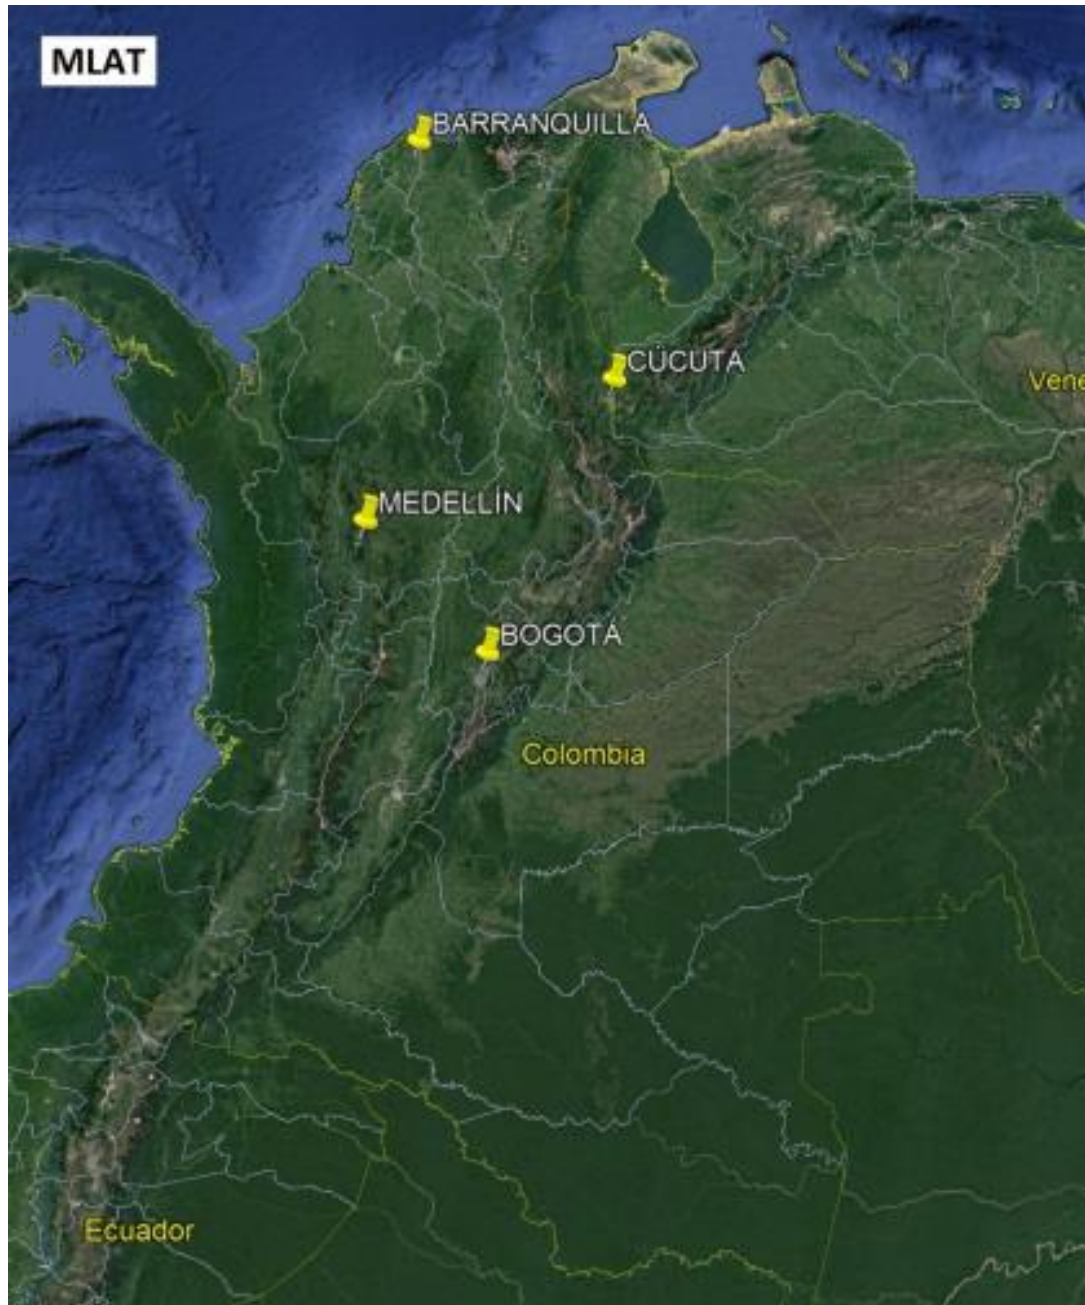 MLAT
BARRANQUILLA
CÚCUTA
Vene
MEDELLÍN
BOGOTÁ
Colombia
Ecuador